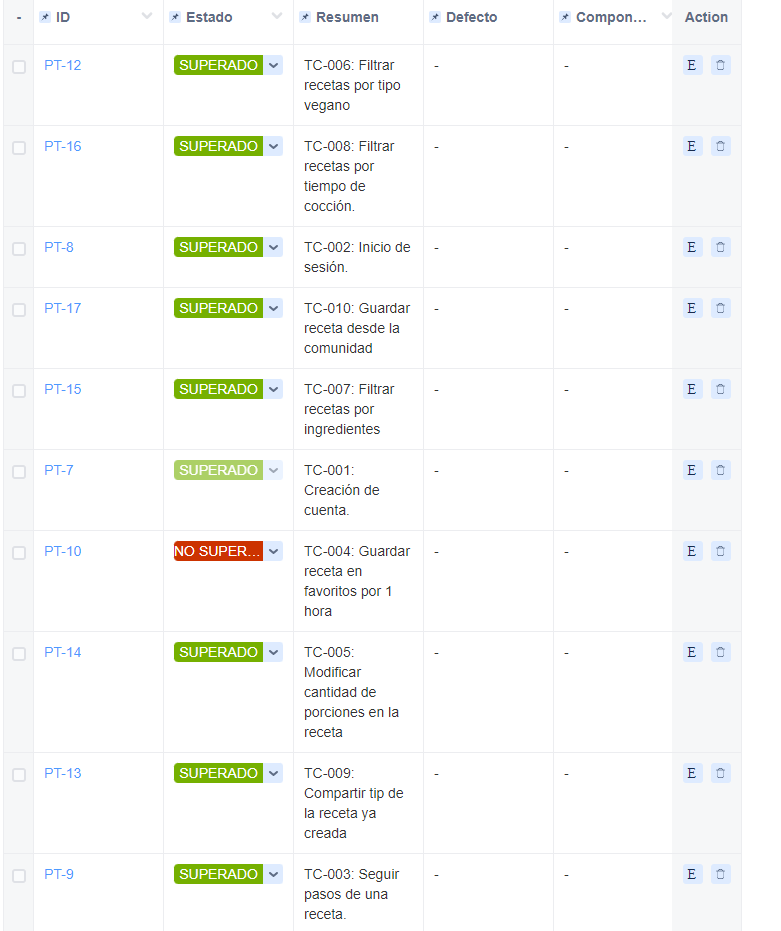 - ID Estado Resumen Defecto Compon... Action
PT-12 SUPERADO TC-006: Filtrar - - E
recetas por tipo
vegano
PT-16 SUPERADO TC-008: Filtrar - - E
recetas por
tiempo de
cocción.
PT-8 SUPERADO TC-002: Inicio de - - E
sesión.
PT-17 SUPERADO TC-010: Guardar - - E
receta desde la
comunidad
PT-15 SUPERADO TC-007: Filtrar - - E
recetas por
ingredientes
PT-7 SUPERADO TC-001: - - E
Creación de
cuenta.
PT-10 NO SUPER... TC-004: Guardar - - E
receta en
favoritos por 1
hora
PT-14 SUPERADO TC-005: - - E
Modificar
cantidad de
porciones en la
receta
PT-13 SUPERADO TC-009: - - E
Compartir tip de
la receta ya
creada
PT-9 SUPERADO TC-003: Seguir - - E
pasos de una
receta.